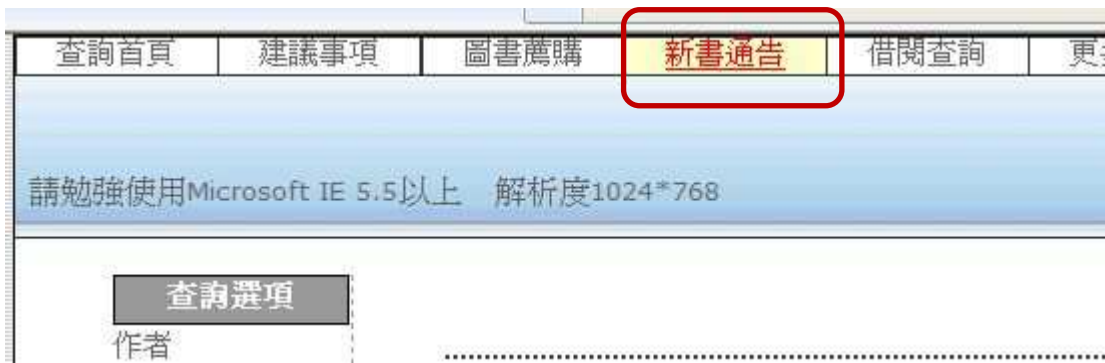 查詢首頁 建議事項 圖書薦購 新書通告 借閱查詢 更
請勉強使用Microsoft IE 5.5以上 解析度1024*768
查詢選項
作者